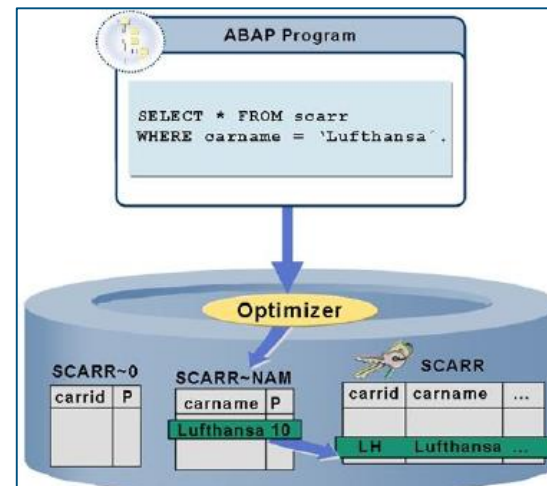 ABAP Program
SELECT * FROM scarr
WHERE carname = `Lufthansa´.
Optimizer
SCARR~0
carrid P
SCARR~NAM
carname P
Lufthansa 10
SCARR
carrid carname ...
LH Lufthansa ...